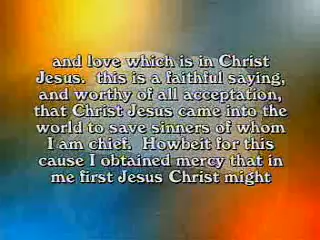 and love which is in Christ
Jesus. this is a faithful saying,
and worthy of all acceptation,
that Christ Jesus came into the
world to save sinners of whom
I am chief. Howbeit for this
cause I obtained mercy that in
me first Jesus Christ might